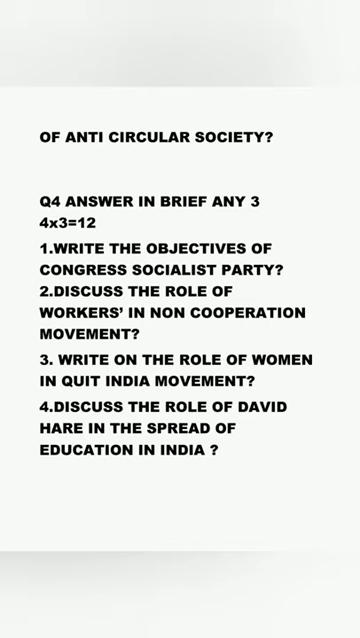 OF ANTI CIRCULAR SOCIETY?
Q4 ANSWER IN BRIEF ANY 3
4x3=12
1.WRITE THE OBJECTIVES OF
CONGRESS SOCIALIST PARTY?
2.DISCUSS THE ROLE OF
WORKERS’ IN NON COOPERATION
MOVEMENT?
3. WRITE ON THE ROLE OF WOMEN
IN QUIT INDIA MOVEMENT?
4.DISCUSS THE ROLE OF DAVID
HARE IN THE SPREAD OF
EDUCATION IN INDIA ?